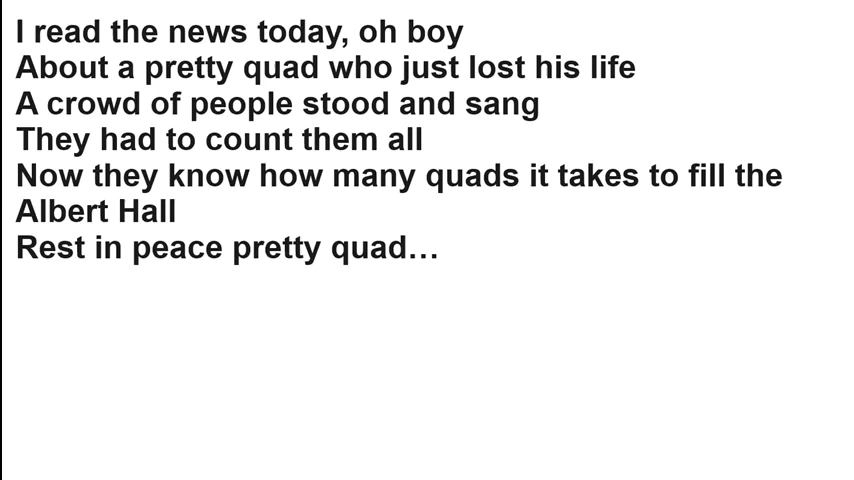 I read the news today, oh boy
About a pretty quad who just lost his life
A crowd of people stood and sang
They had to count them all
Now they know how many quads it takes to fill the
Albert Hall
Rest in peace pretty quad…